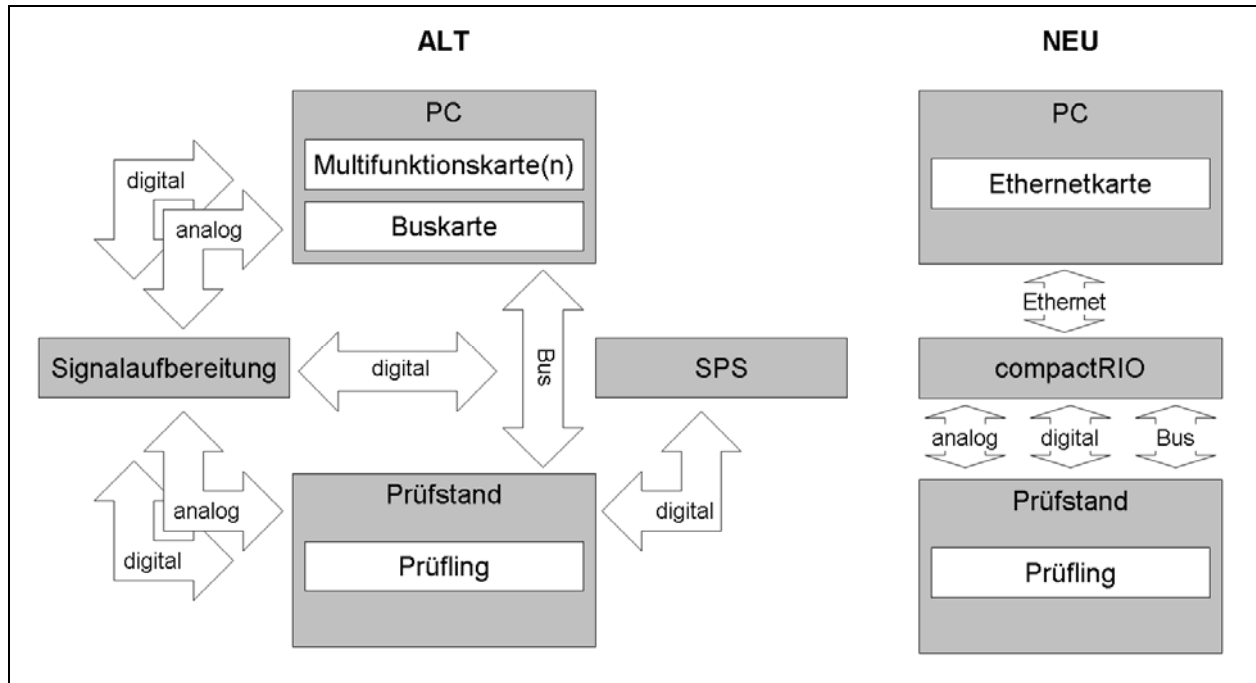 ALT
PC
Multifunktionskarte(n)
Buskarte
digital
analog
Signalaufbereitung
digital
Bus
SPS
analog
digital
Prüfstand
Prüfling
digital
NEU
PC
Ethernetkarte
Ethernet
compactRIO
analog
digital
Bus
Prüfstand
Prüfling